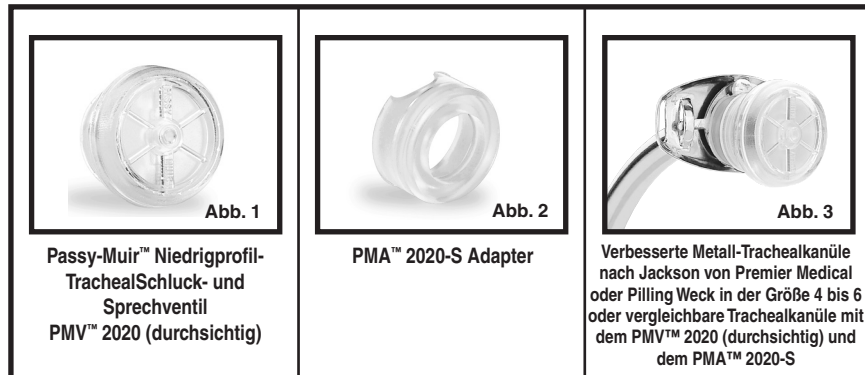 Abb. 1
Passy-Muir™ Niedrigprofil-
TrachealSchluck- und
Sprechventil
PMV™ 2020 (durchsichtig)
Abb. 2
PMA™ 2020-S Adapter
Abb. 3
Verbesserte Metall-Trachealkanüle
nach Jackson von Premier Medical
oder Pilling Weck in der Größe 4 bis 6
oder vergleichbare Trachealkanüle mit
dem PMV™ 2020 (durchsichtig) und
dem PMA™ 2020-S